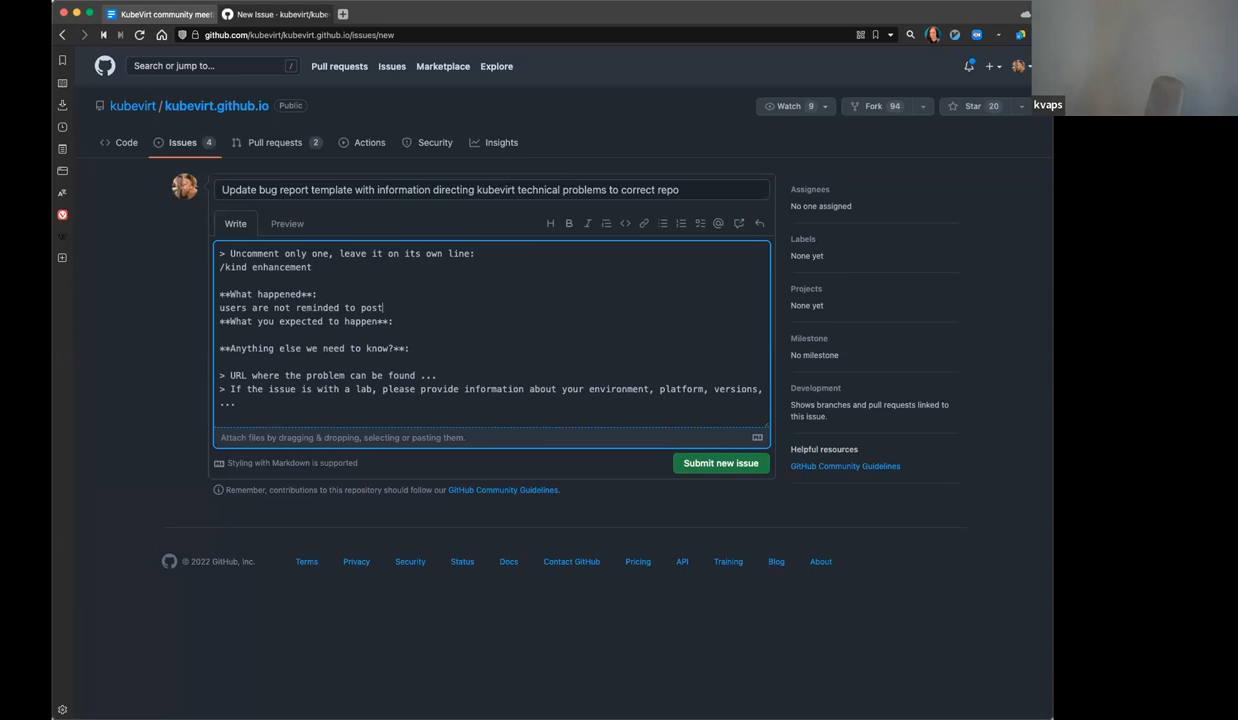 KubeVirt community meet
New Issue · kubevirt/kube
github.com/kubevirt/kubevirt.github.io/issues/new
Search or jump to... /
Pull requests Issues Marketplace Explore
kvaps
kubevirt / kubevirt.github.io Public
Watch 9 Fork 94 Star 20
Code Issues 4 Pull requests 2 Actions Security Insights
Update bug report template with information directing kubevirt technical problems to correct repo
Write Preview
> Uncomment only one, leave it on its own line:
/kind enhancement
**What happened**:
users are not reminded to post
**What you expected to happen**:
**Anything else we need to know?**:
> URL where the problem can be found ...
> If the issue is with a lab, please provide information about your environment, platform, versions,
...
Attach files by dragging & dropping, selecting or pasting them.
Styling with Markdown is supported
Submit new issue
Remember, contributions to this repository should follow our GitHub Community Guidelines.
Assignees
No one assigned
Labels
None yet
Projects
None yet
Milestone
No milestone
Development
Shows branches and pull requests linked to
this issue.
Helpful resources
GitHub Community Guidelines
© 2022 GitHub, Inc. Terms Privacy Security Status Docs Contact GitHub Pricing API Training Blog About